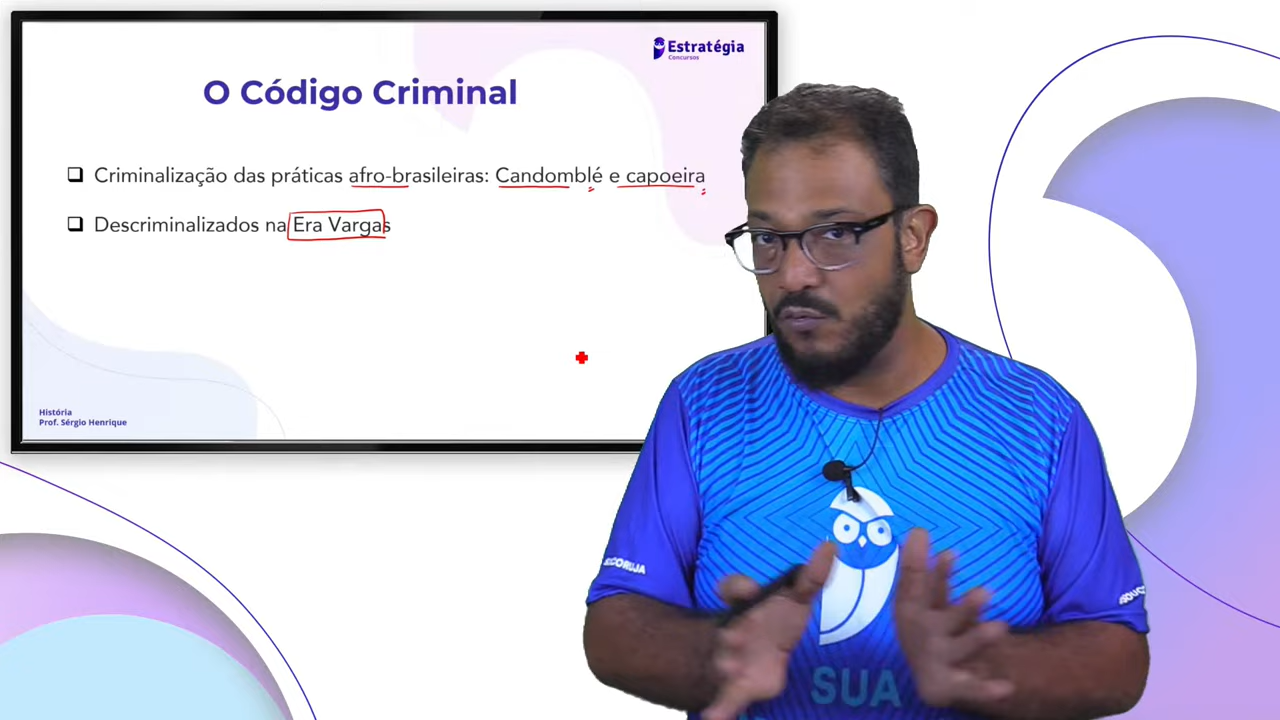 Estratégia
Concursos
O Código Criminal
❑ Criminalização das práticas afro-brasileiras: Candomblé e capoeira
❑ Descriminalizados na Era Vargas
História
Prof. Sérgio Henrique
SUA